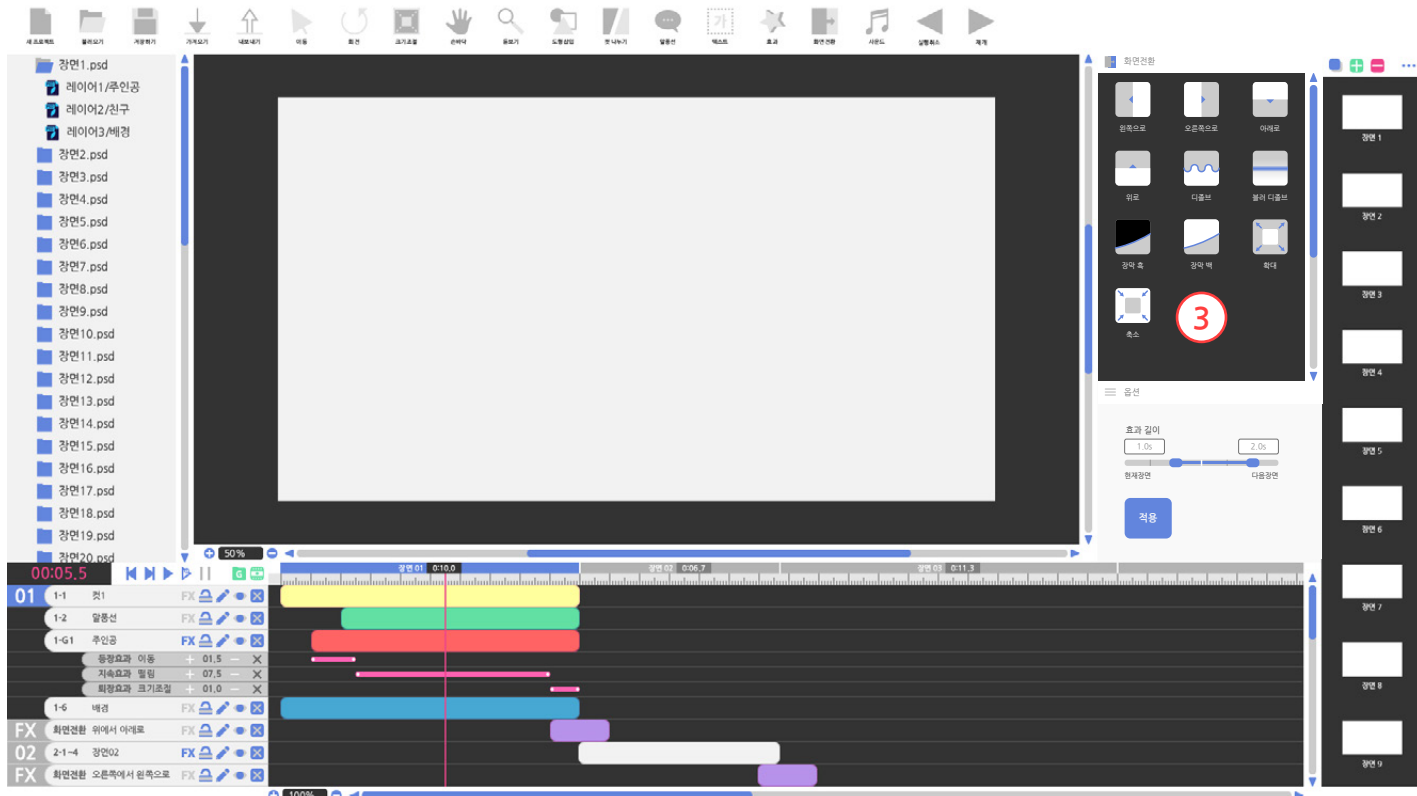 새 프로젝트 불러오기 저장하기 가져오기 내보내기 이동 회전 크기조절 손바닥 돋보기 도형삽입 컷 나누기 말풍선 텍스트 효과 화면전환 사운드 실행취소 재개
가
장면1.psd
레이어1/주인공
레이어2/친구
레이어3/배경
장면2.psd
장면3.psd
장면4.psd
장면5.psd
장면6.psd
장면7.psd
장면8.psd
장면9.psd
장면10.psd
장면11.psd
장면12.psd
장면13.psd
장면14.psd
장면15.psd
장면16.psd
장면17.psd
장면18.psd
장면19.psd
장면20.psd
50%
화면전환
왼쪽으로 오른쪽으로 아래로
위로 디졸브 블러 디졸브
장막 흑 장막 백 확대
축소
3
옵션
효과 길이
1.0s 2.0s
현재장면 다음장면
적용
장면 1
장면 2
장면 3
장면 4
장면 5
장면 6
장면 7
장면 8
장면 9
00:05.5 G 장면 01 0:10.0 장면 02 0:06.7 장면 03 0:11.3
01 1-1 컷1 FX
1-2 말풍선 FX
1-G1 주인공 FX
등장효과 이동 + 01.5 -
지속효과 떨림 + 07.5 -
퇴장효과 크기조절 + 01.0 -
1-6 배경 FX
FX 화면전환 위에서 아래로 FX
02 2-1-4 장면02 FX
FX 화면전환 오른쪽에서 왼쪽으로 FX
100%